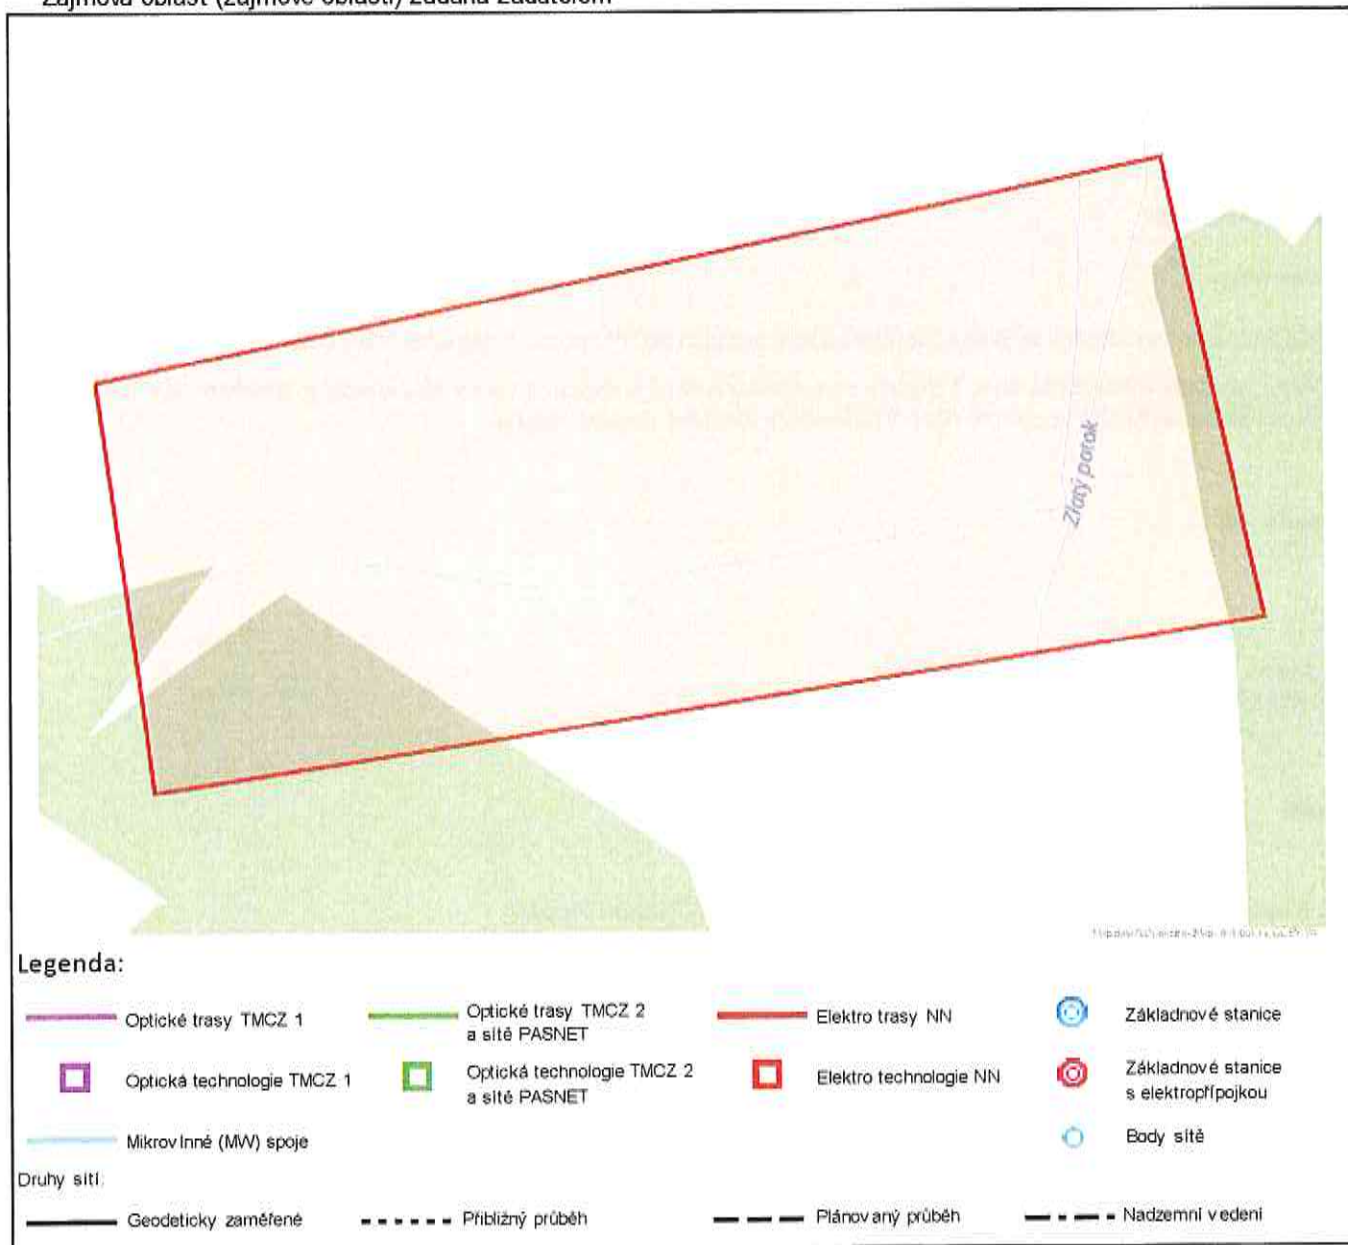 Zájmová oblast (zájmové oblasti) zadaná žadatelem
Zlatý potok
Legenda:
Optické trasy TMCZ 1
Optické trasy TMCZ 2
a sítě PASNET
Elektro trasy NN
Základnové stanice
Optická technologie TMCZ 1
Optická technologie TMCZ 2
a sítě PASNET
Elektro technologie NN
Základnové stanice
s elektropřípojkou
Mikrovlnné (MW) spoje
Body sítě
Druhy sítí:
Geodeticky zaměřené
Přibližný průběh
Plánovaný průběh
Nadzemní vedení